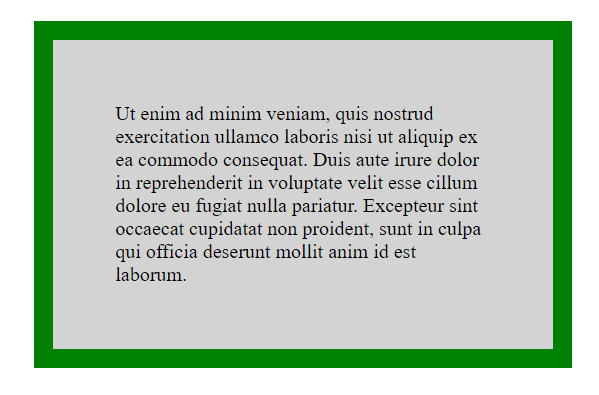 Ut enim ad minim veniam, quis nostrud
exercitation ullamco laboris nisi ut aliquip ex
ea commodo consequat. Duis aute irure dolor
in reprehenderit in voluptate velit esse cillum
dolore eu fugiat nulla pariatur. Excepteur sint
occaecat cupidatat non proident, sunt in culpa
qui officia deserunt mollit anim id est
laborum.